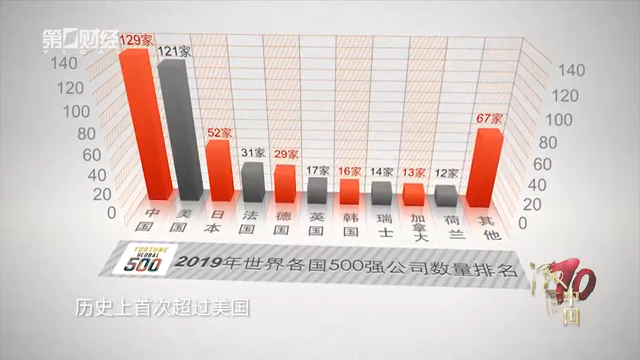 第一财经
129家
121家
52家
31家
29家
17家
16家
14家
13家
12家
67家
140
120
100
80
60
40
20
0
140
120
100
80
60
40
20
0
中国
美国
日本
法国
德国
英国
韩国
瑞士
加拿大
荷兰
其他
FORTUNE
GLOBAL
500
2019年世界各国500强公司数量排名
历史上首次超过美国
70
中国